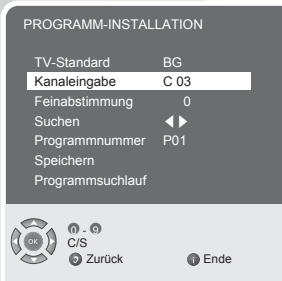 PROGRAMM-INSTALLATION
TV-Standard BG
Kanaleingabe C 03
Feinabstimmung 0
Suchen
Programmnummer P01
Speichern
Programmsuchlauf
0 - 9
OK C/S
Zurück i Ende